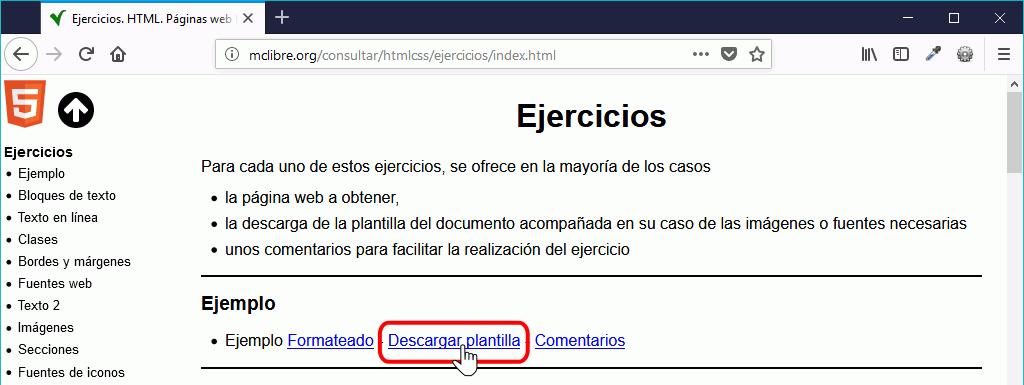 Ejercicios. HTML. Páginas web
mclibre.org/consultar/htmlcss/ejercicios/index.html
Ejercicios
Ejemplo
Bloques de texto
Texto en línea
Clases
Bordes y márgenes
Fuentes web
Texto 2
Imágenes
Secciones
Fuentes de iconos
Ejercicios
Para cada uno de estos ejercicios, se ofrece en la mayoría de los casos
la página web a obtener,
la descarga de la plantilla del documento acompañada en su caso de las imágenes o fuentes necesarias
unos comentarios para facilitar la realización del ejercicio
Ejemplo
Ejemplo Formateado - Descargar plantilla - Comentarios